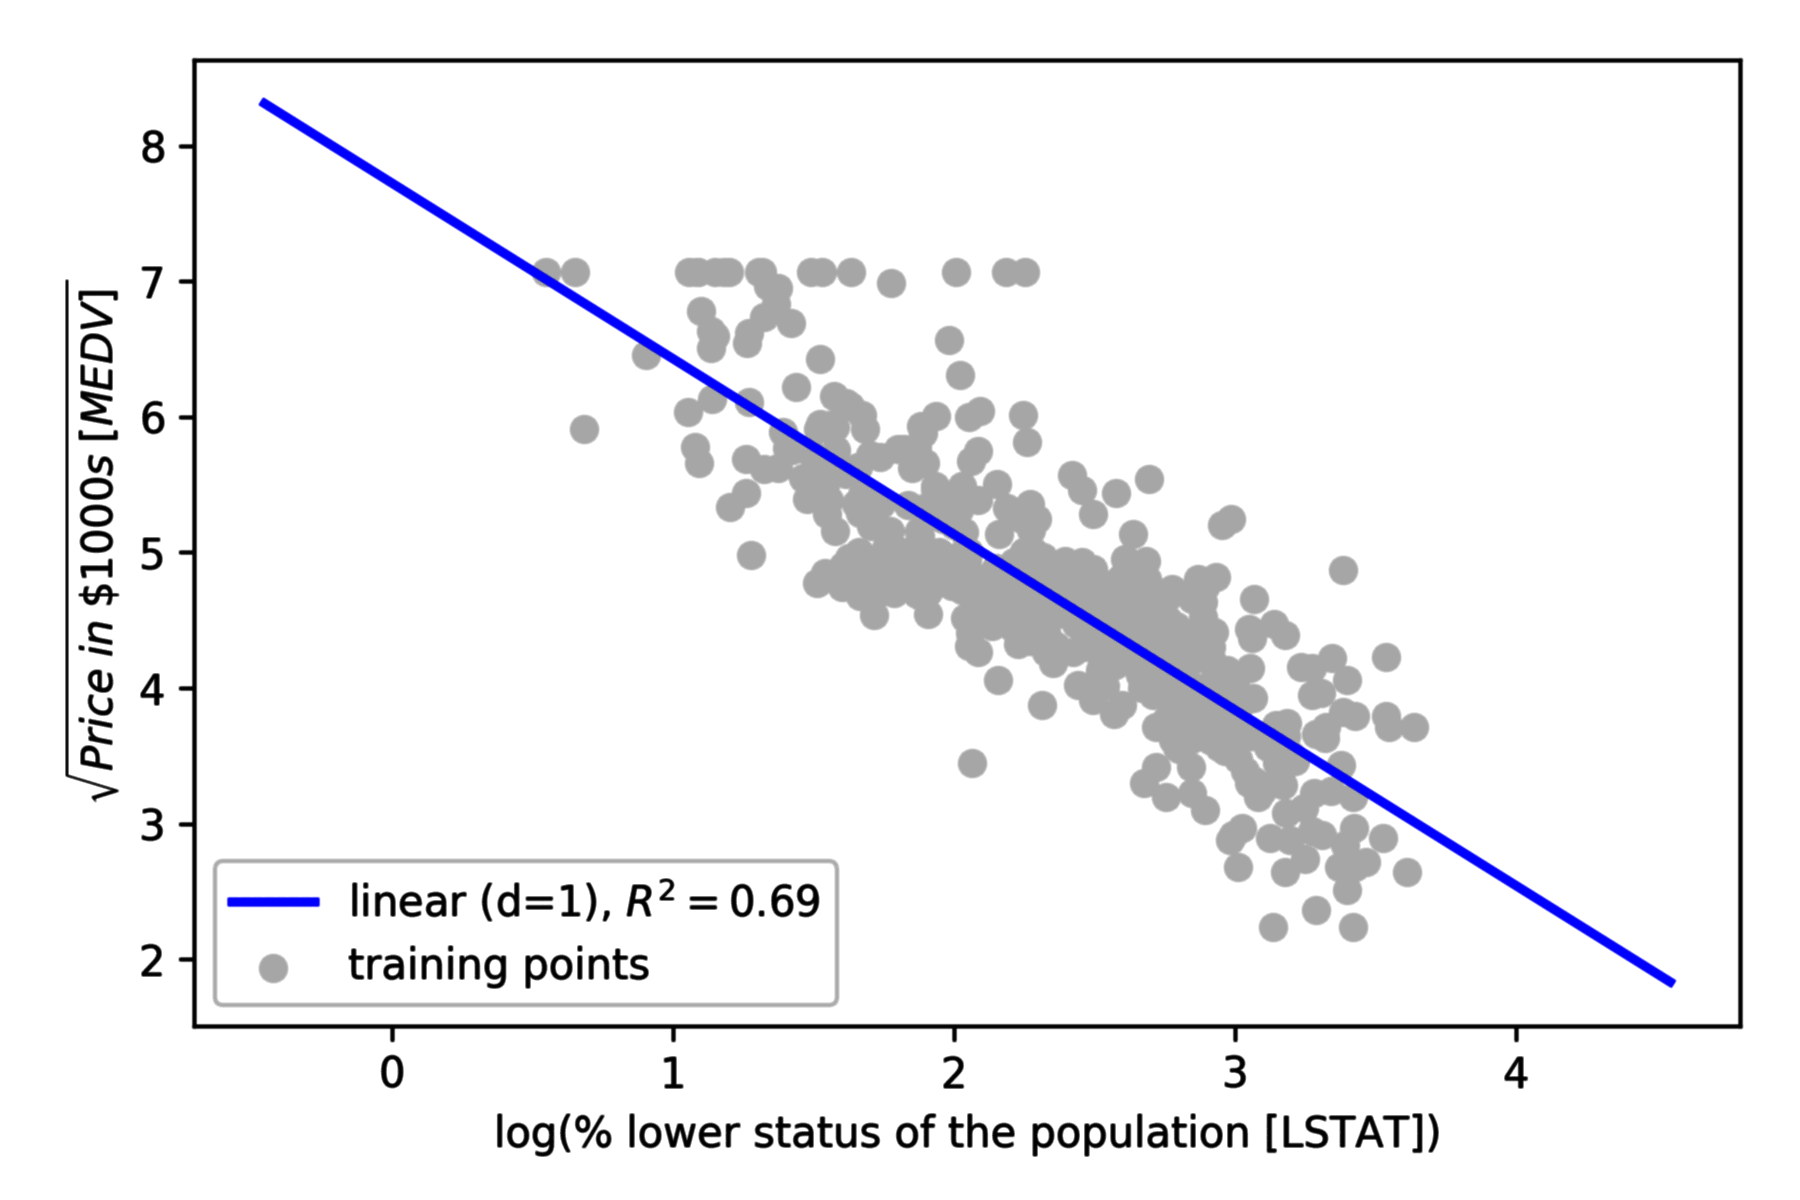 8
7
6
5
4
3
2
√Price in $1000s [MEDV]
linear (d=1), R² = 0.69
training points
0 1 2 3 4
log(% lower status of the population [LSTAT])